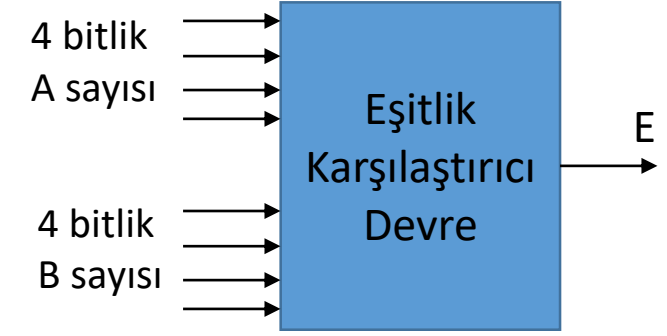 4 bitlik
A sayısı
Eşitlik
Karşılaştırıcı
Devre
E
4 bitlik
B sayısı